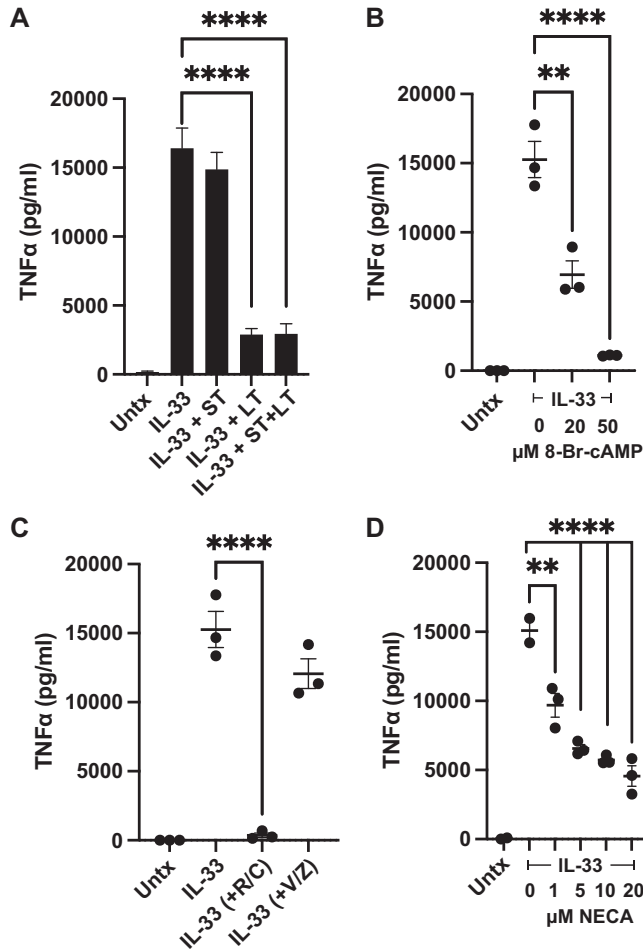 A
****
****
20000
15000
10000
5000
0
TNFα (pg/ml)
Untx
IL-33
IL-33 + ST
IL-33 + LT
IL-33 + ST+LT
B
****
**
20000
15000
10000
5000
0
TNFα (pg/ml)
Untx
IL-33
0 20 50
µM 8-Br-cAMP
C
****
20000
15000
10000
5000
0
TNFα (pg/ml)
Untx
IL-33
IL-33 (+R/C)
IL-33 (+V/Z)
D
****
**
20000
15000
10000
5000
0
TNFα (pg/ml)
Untx
IL-33
0 1 5 10 20
µM NECA